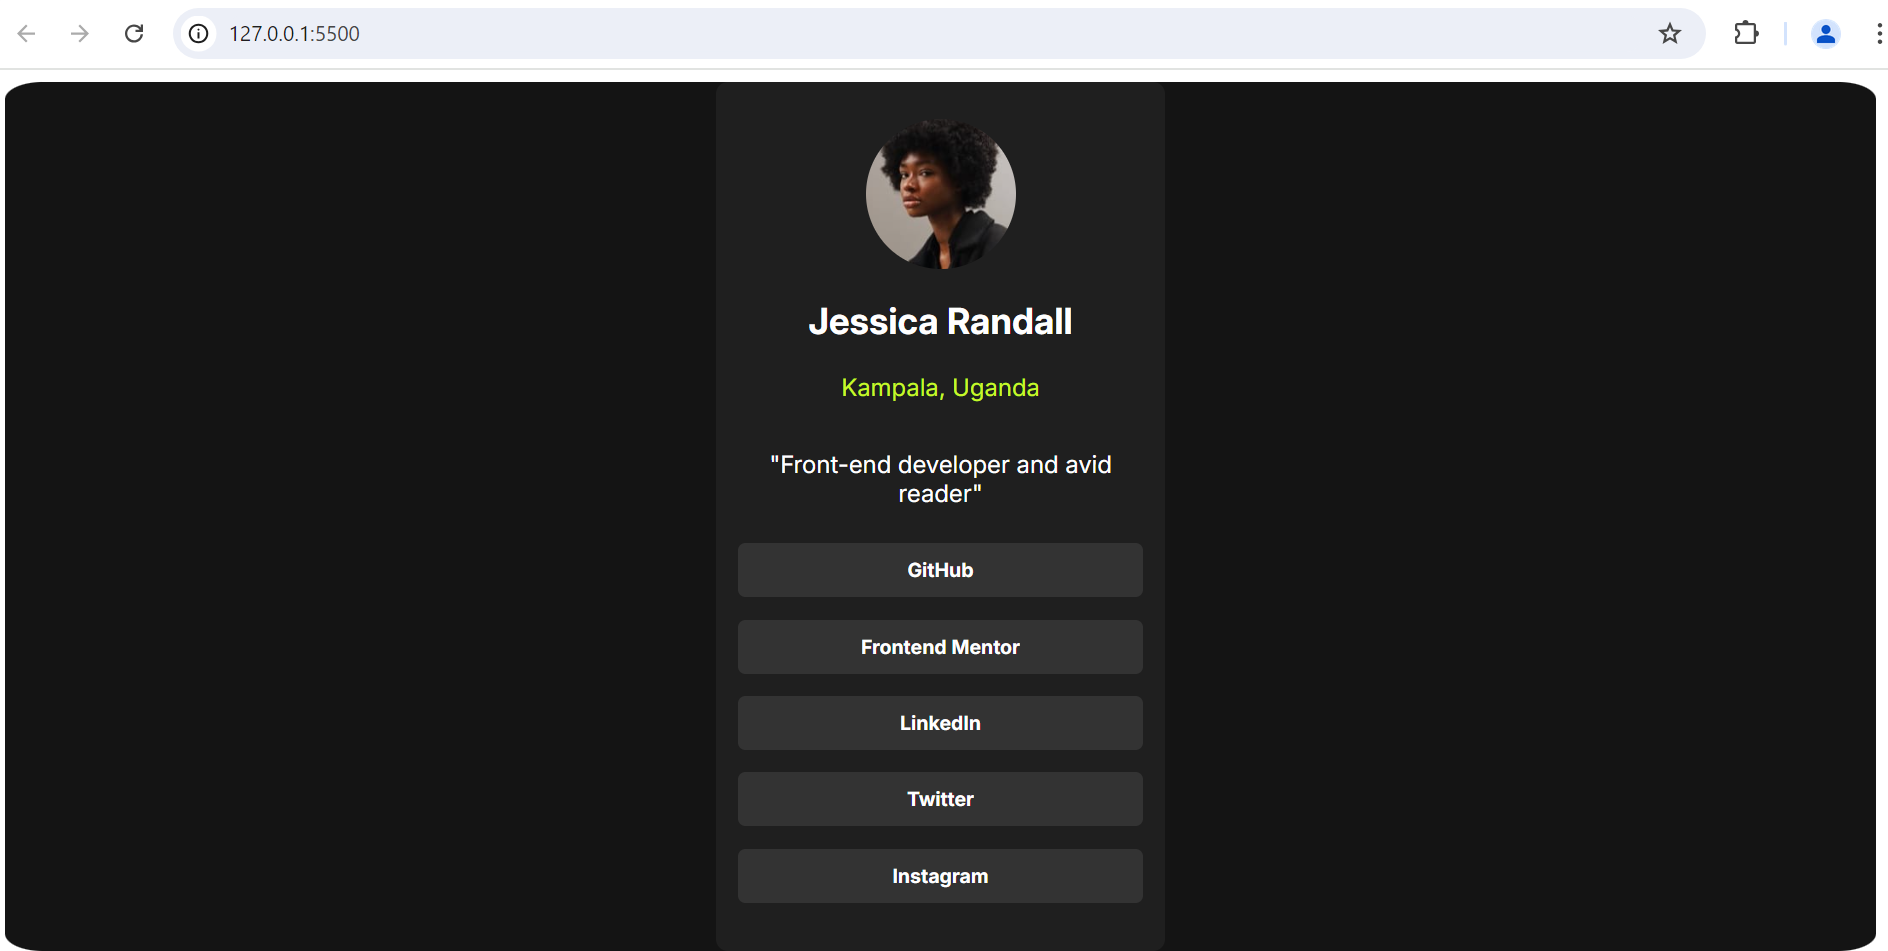 127.0.0.1:5500
Jessica Randall
Kampala, Uganda
"Front-end developer and avid
reader"
GitHub
Frontend Mentor
LinkedIn
Twitter
Instagram